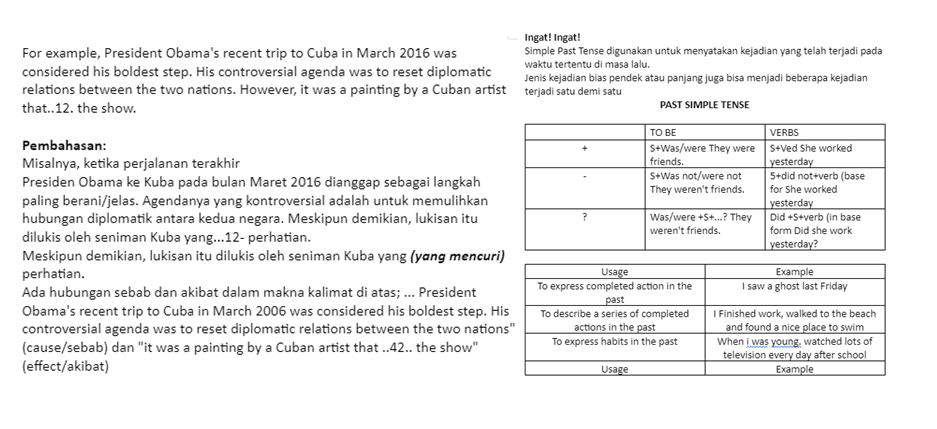 For example, President Obama's recent trip to Cuba in March 2016 was
considered his boldest step. His controversial agenda was to reset diplomatic
relations between the two nations. However, it was a painting by a Cuban artist
that..12. the show.
Pembahasan:
Misalnya, ketika perjalanan terakhir
Presiden Obama ke Kuba pada bulan Maret 2016 dianggap sebagai langkah
paling berani/jelas. Agendanya yang kontroversial adalah untuk memulihkan
hubungan diplomatik antara kedua negara. Meskipun demikian, lukisan itu
dilukis oleh seniman Kuba yang...12- perhatian.
Meskipun demikian, lukisan itu dilukis oleh seniman Kuba yang (yang mencuri)
perhatian.
Ada hubungan sebab dan akibat dalam makna kalimat di atas; ... President
Obama's recent trip to Cuba in March 2006 was considered his boldest step. His
controversial agenda was to reset diplomatic relations between the two nations"
(cause/sebab) dan "it was a painting by a Cuban artist that ..42.. the show"
(effect/akibat)
Ingat! Ingat!
Simple Past Tense digunakan untuk menyatakan kejadian yang telah terjadi pada
waktu tertentu di masa lalu.
Jenis kejadian bias pendek atau panjang juga bisa menjadi beberapa kejadian
terjadi satu demi satu
PAST SIMPLE TENSE
TO BE VERBS
+ S+Was/were They were S+Ved She worked
friends. yesterday
- S+Was not/were not S+did not+verb (base
They weren't friends. for She worked
yesterday
? Was/were +S+...? They Did +S+verb (in base
weren't friends. form Did she work
yesterday?
Usage Example
To express completed action in the I saw a ghost last Friday
past
To describe a series of completed I Finished work, walked to the beach
actions in the past and found a nice place to swim
To express habits in the past When i was young, watched lots of
television every day after school
Usage Example